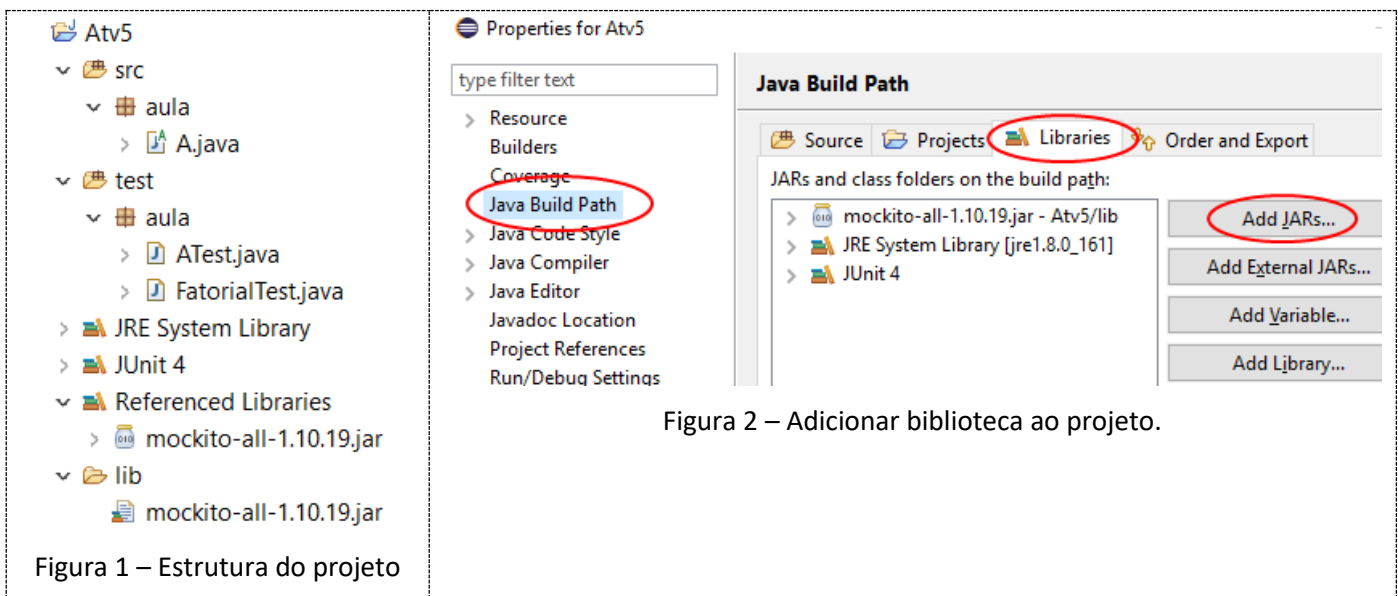 Atv5
src
aula
A.java
test
aula
ATest.java
FatorialTest.java
JRE System Library
JUnit 4
Referenced Libraries
mockito-all-1.10.19.jar
lib
mockito-all-1.10.19.jar
Figura 1 – Estrutura do projeto
Properties for Atv5
type filter text
Resource
Builders
Coverage
Java Build Path
Java Code Style
Java Compiler
Java Editor
Javadoc Location
Project References
Run/Debug Settings
Java Build Path
Source Projects Libraries Order and Export
JARs and class folders on the build path:
mockito-all-1.10.19.jar - Atv5/lib
JRE System Library [jre1.8.0_161]
JUnit 4
Add JARs...
Add External JARs...
Add Variable...
Add Library...
Figura 2 – Adicionar biblioteca ao projeto.